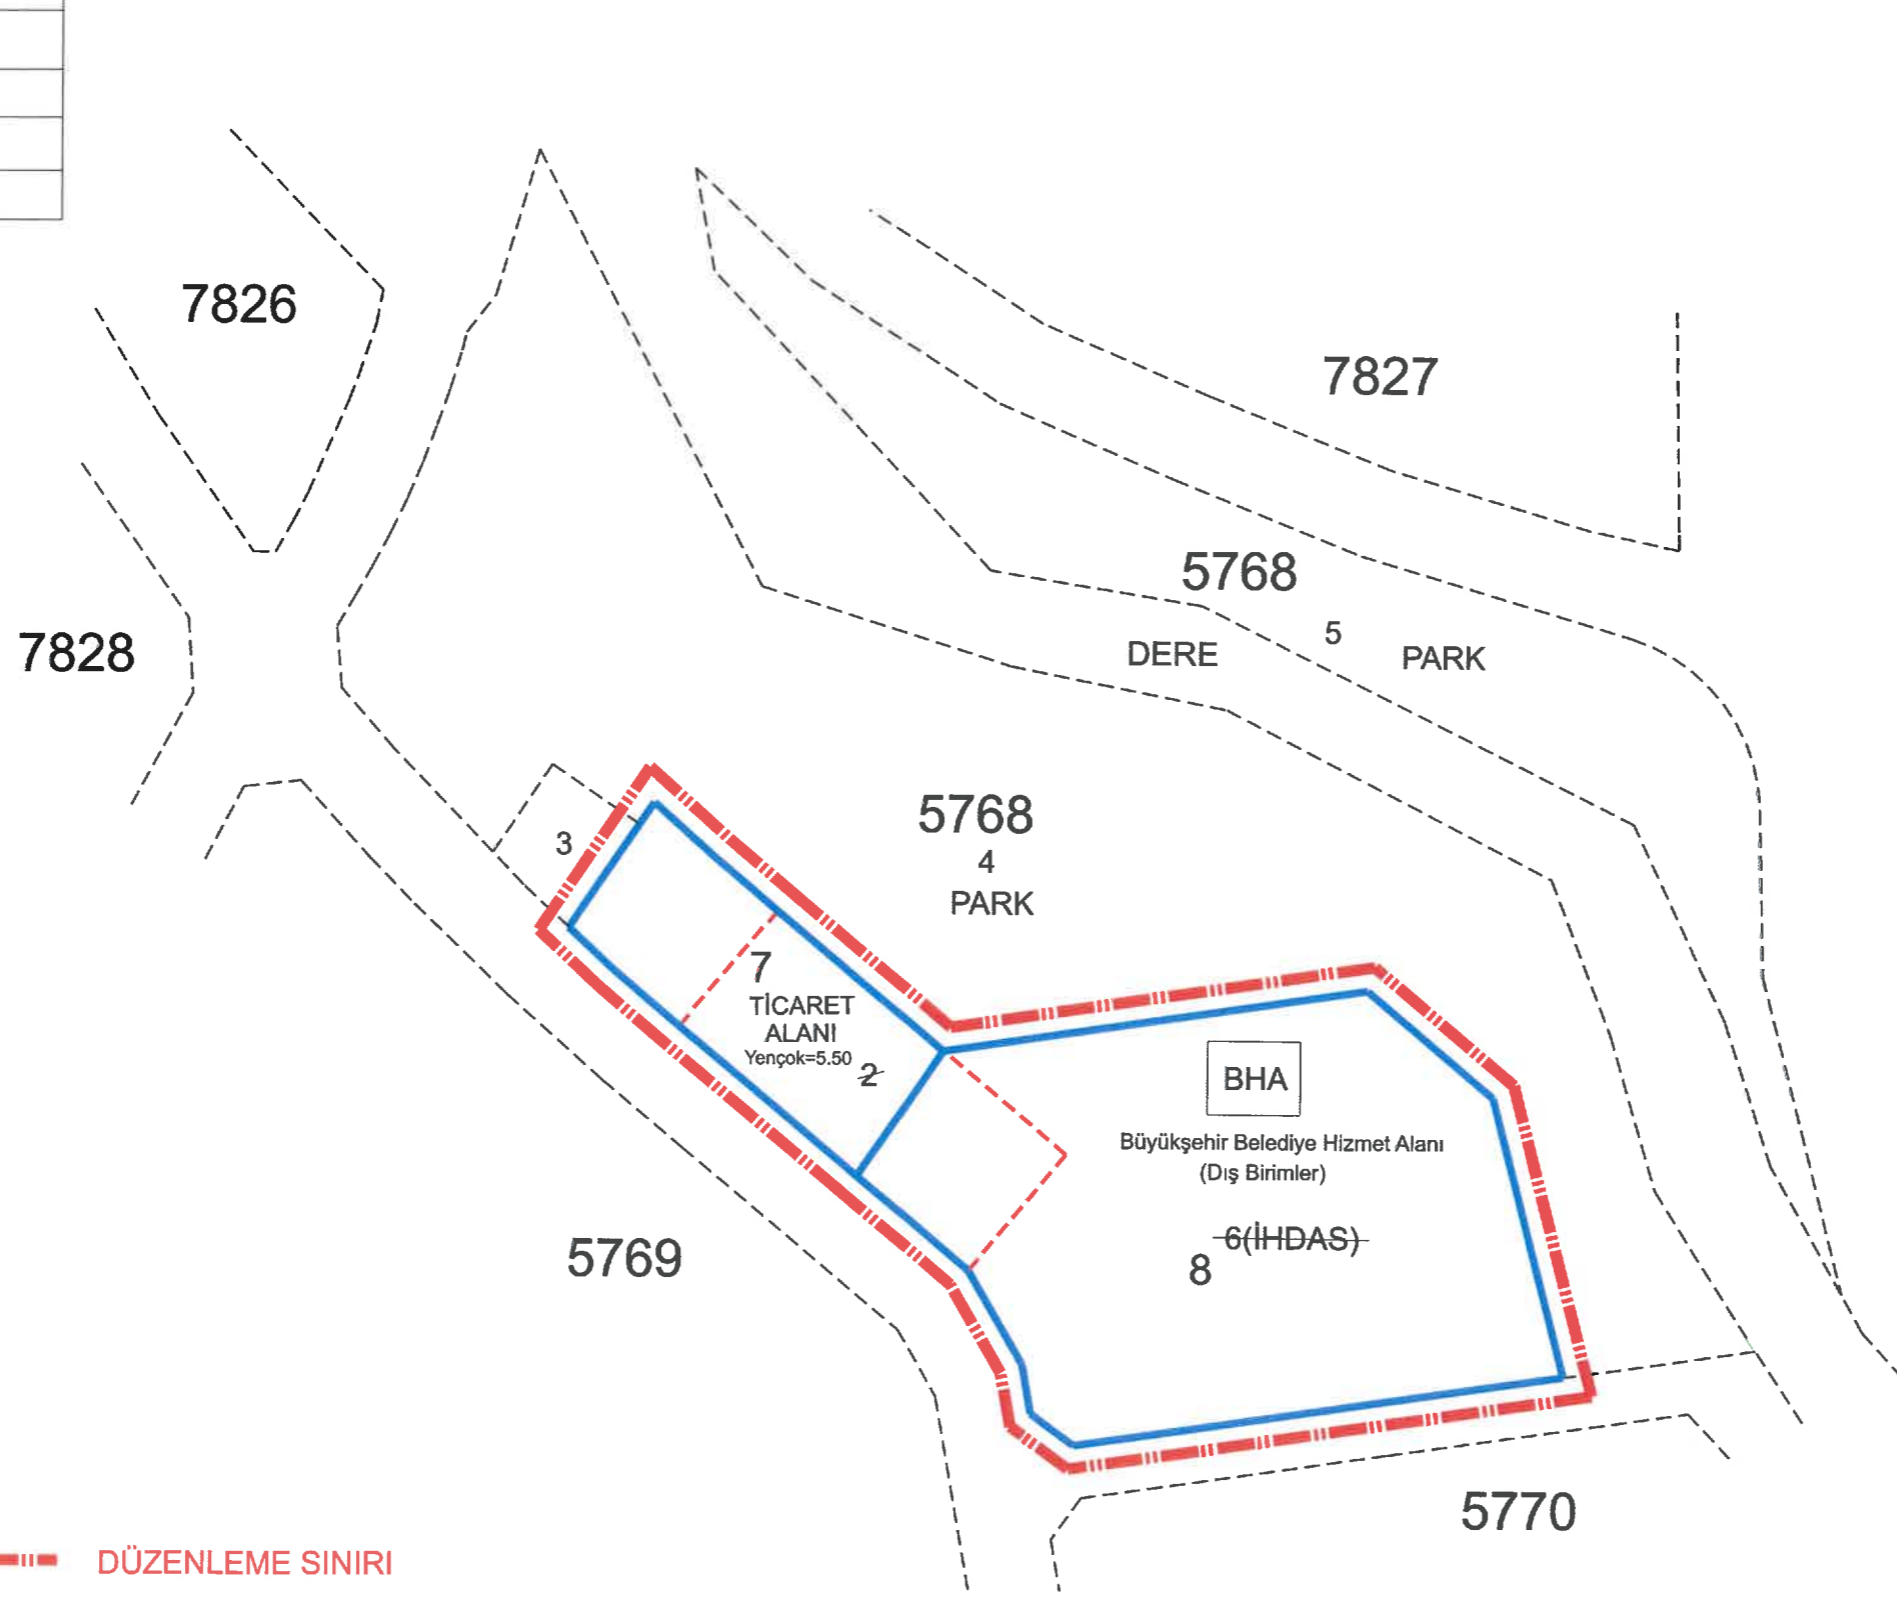 7826
7827
5768
5
DERE
PARK
7828
5768
4
PARK
3
7
TİCARET
ALANI
Yençok=5.50
2
BHA
Büyükşehir Belediye Hizmet Alanı
(Dış Birimler)
6(İHDAS)
8
5769
5770
DÜZENLEME SINIRI